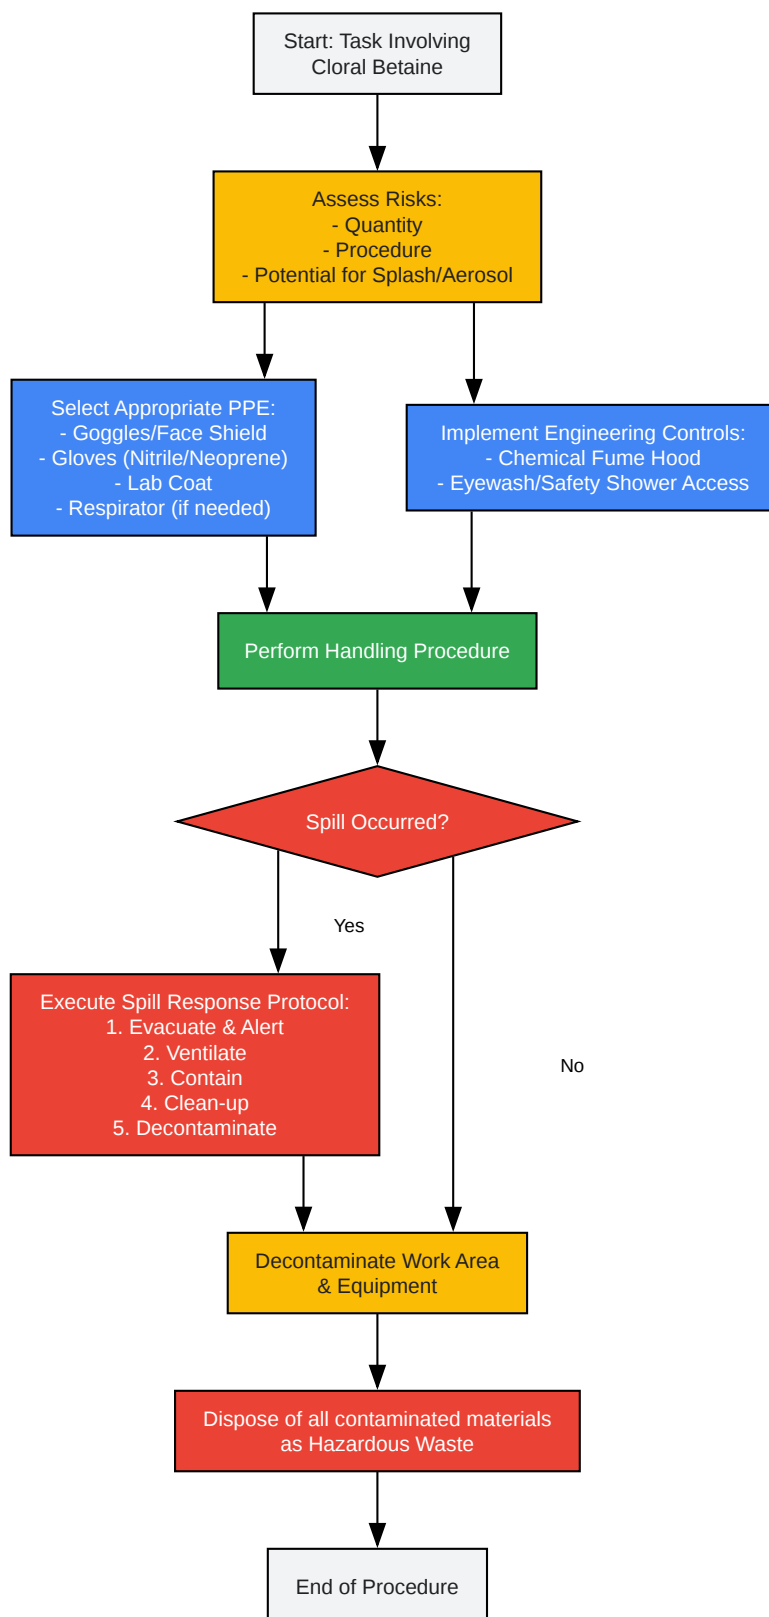 Start: Task Involving
Cloral Betaine
Assess Risks:
- Quantity
- Procedure
- Potential for Splash/Aerosol
Select Appropriate PPE:
- Goggles/Face Shield
- Gloves (Nitrile/Neoprene)
- Lab Coat
- Respirator (if needed)
Implement Engineering Controls:
- Chemical Fume Hood
- Eyewash/Safety Shower Access
Perform Handling Procedure
Spill Occurred?
Yes
Execute Spill Response Protocol:
1. Evacuate & Alert
2. Ventilate
3. Contain
4. Clean-up
5. Decontaminate
No
Decontaminate Work Area
& Equipment
Dispose of all contaminated materials
as Hazardous Waste
End of Procedure